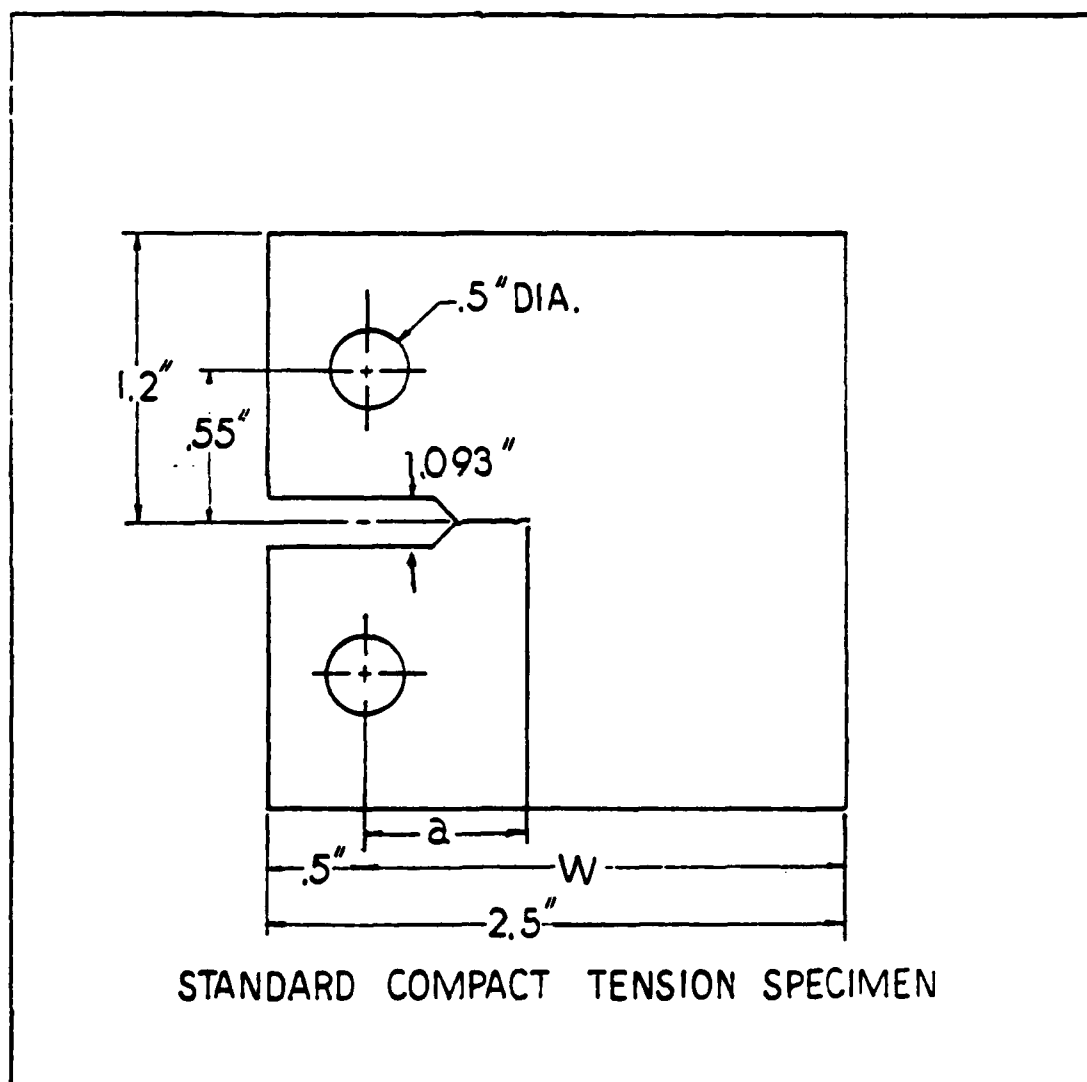 .5" DIA.
1.2"
.55"
.093"
a
.5"
W
2.5"
STANDARD COMPACT TENSION SPECIMEN